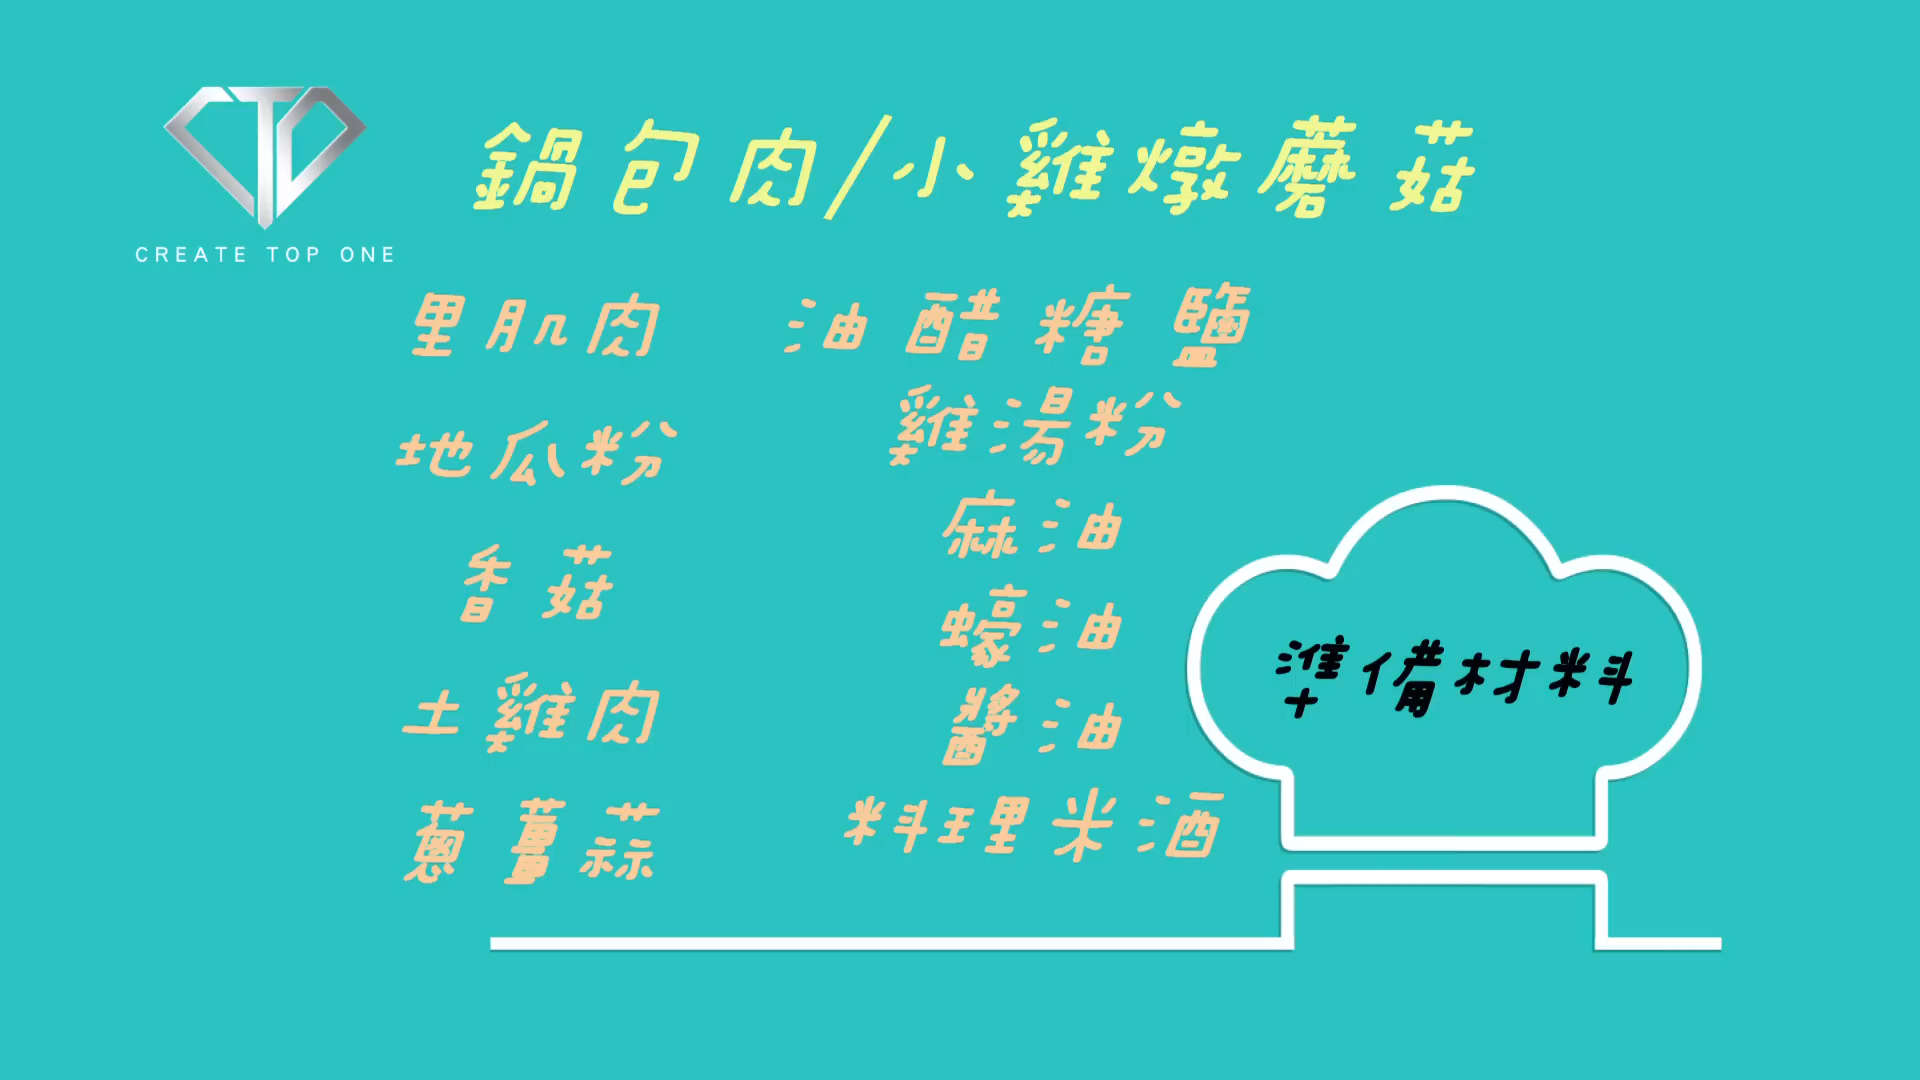 CREATE TOP ONE
鍋包肉/小雞燉蘑菇
里肌肉
地瓜粉
香菇
土雞肉
蔥薑蒜
油醋糖鹽
雞湯粉
麻油
蠔油
醬油
料理米酒
準備材料